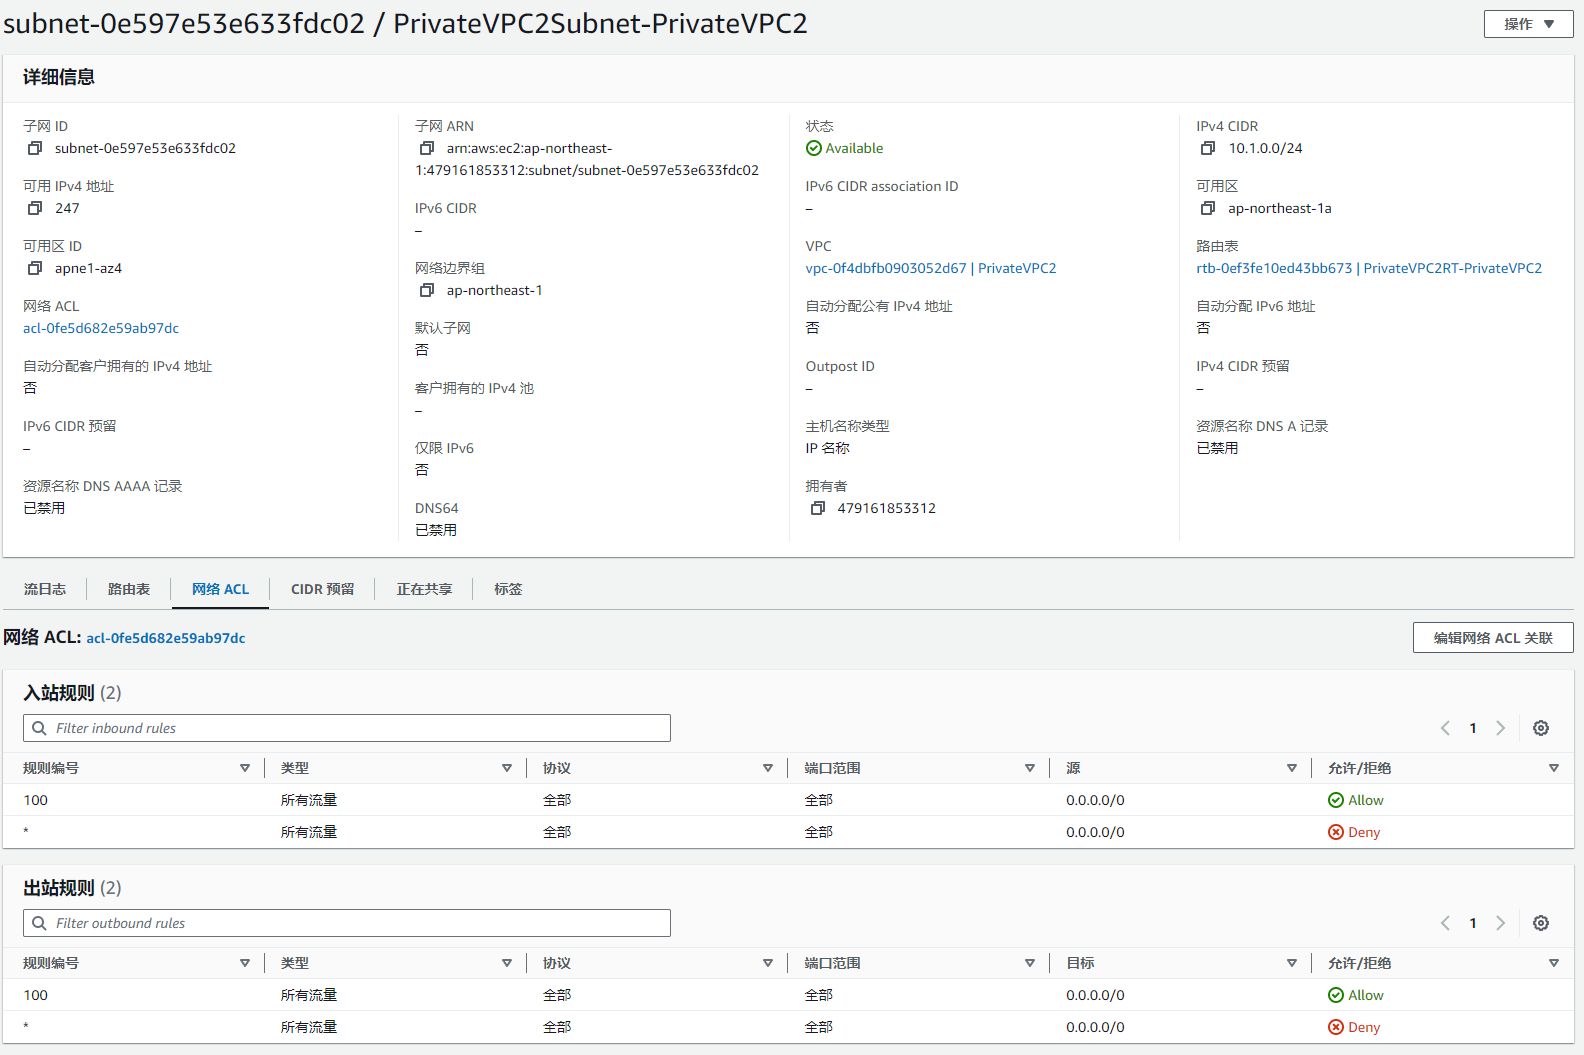 subnet-0e597e53e633fdc02 / PrivateVPC2Subnet-PrivateVPC2
操作
详细信息
子网 ID
subnet-0e597e53e633fdc02
可用 IPv4 地址
247
可用区 ID
apne1-az4
网络 ACL
acl-0fe5d682e59ab97dc
自动分配客户拥有的 IPv4 地址
否
IPv6 CIDR 预留
–
资源名称 DNS AAAA 记录
已禁用
子网 ARN
arn:aws:ec2:ap-northeast-
1:479161853312:subnet/subnet-0e597e53e633fdc02
IPv6 CIDR
–
网络边界组
ap-northeast-1
默认子网
否
客户拥有的 IPv4 池
–
仅限 IPv6
否
DNS64
已禁用
状态
Available
IPv6 CIDR association ID
–
VPC
vpc-0f4dbfb0903052d67 | PrivateVPC2
自动分配公有 IPv4 地址
否
Outpost ID
–
主机名称类型
IP 名称
拥有者
479161853312
IPv4 CIDR
10.1.0.0/24
可用区
ap-northeast-1a
路由表
rtb-0ef3fe10ed43bb673 | PrivateVPC2RT-PrivateVPC2
自动分配 IPv6 地址
否
IPv4 CIDR 预留
–
资源名称 DNS A 记录
已禁用
流日志 路由表 网络 ACL CIDR 预留 正在共享 标签
网络 ACL: acl-0fe5d682e59ab97dc
编辑网络 ACL 关联
入站规则 (2)
Filter inbound rules
1
规则编号 类型 协议 端口范围 源 允许/拒绝
100 所有流量 全部 全部 0.0.0.0/0 Allow
* 所有流量 全部 全部 0.0.0.0/0 Deny
出站规则 (2)
Filter outbound rules
1
规则编号 类型 协议 端口范围 目标 允许/拒绝
100 所有流量 全部 全部 0.0.0.0/0 Allow
* 所有流量 全部 全部 0.0.0.0/0 Deny